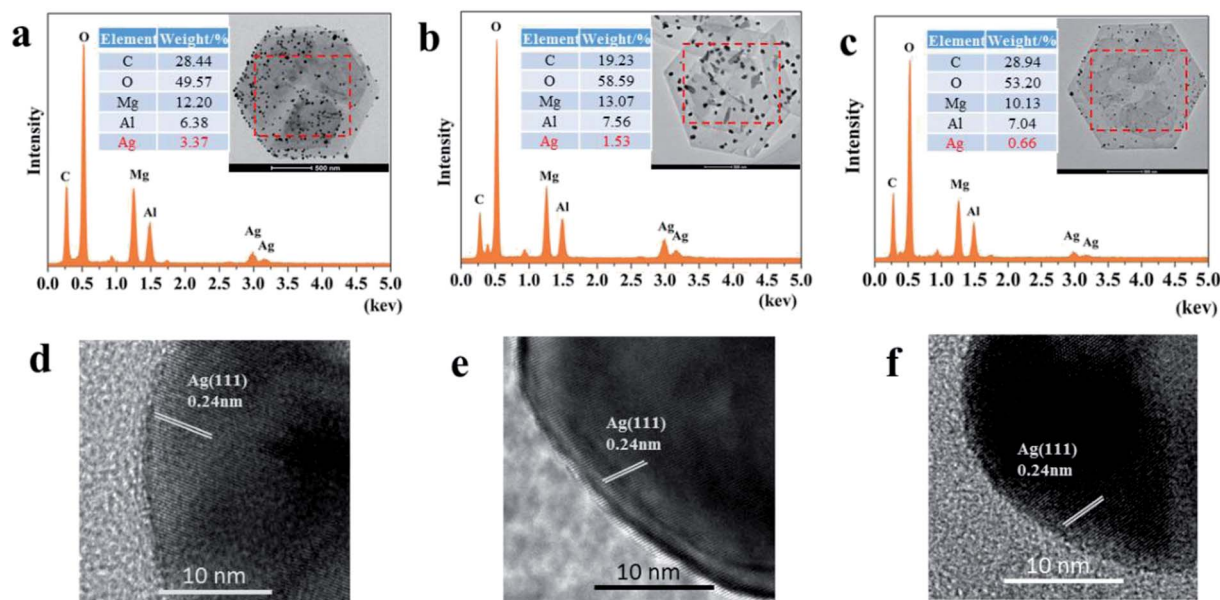 a
O
Element Weight/%
C 28.44
O 49.57
Mg 12.20
Al 6.38
Ag 3.37
500 nm
Intensity
C
Mg
Al
Ag
Ag
0.0 0.5 1.0 1.5 2.0 2.5 3.0 3.5 4.0 4.5 5.0
(kev)
b
O
Element Weight/%
C 19.23
O 58.59
Mg 13.07
Al 7.56
Ag 1.53
Intensity
C
Mg
Al
Ag
Ag
0.0 0.5 1.0 1.5 2.0 2.5 3.0 3.5 4.0 4.5 5.0
(kev)
c
O
Element Weight/%
C 28.94
O 53.20
Mg 10.13
Al 7.04
Ag 0.66
Intensity
C
Mg
Al
Ag
Ag
0.0 0.5 1.0 1.5 2.0 2.5 3.0 3.5 4.0 4.5 5.0
(kev)
d
Ag(111)
0.24nm
10 nm
e
Ag(111)
0.24nm
10 nm
f
Ag(111)
0.24nm
10 nm